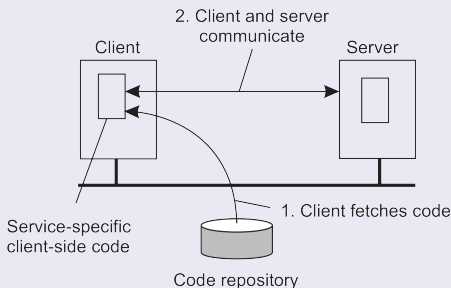 2. Client and server
communicate
Client
Server
1. Client fetches code
Service-specific
client-side code
Code repository